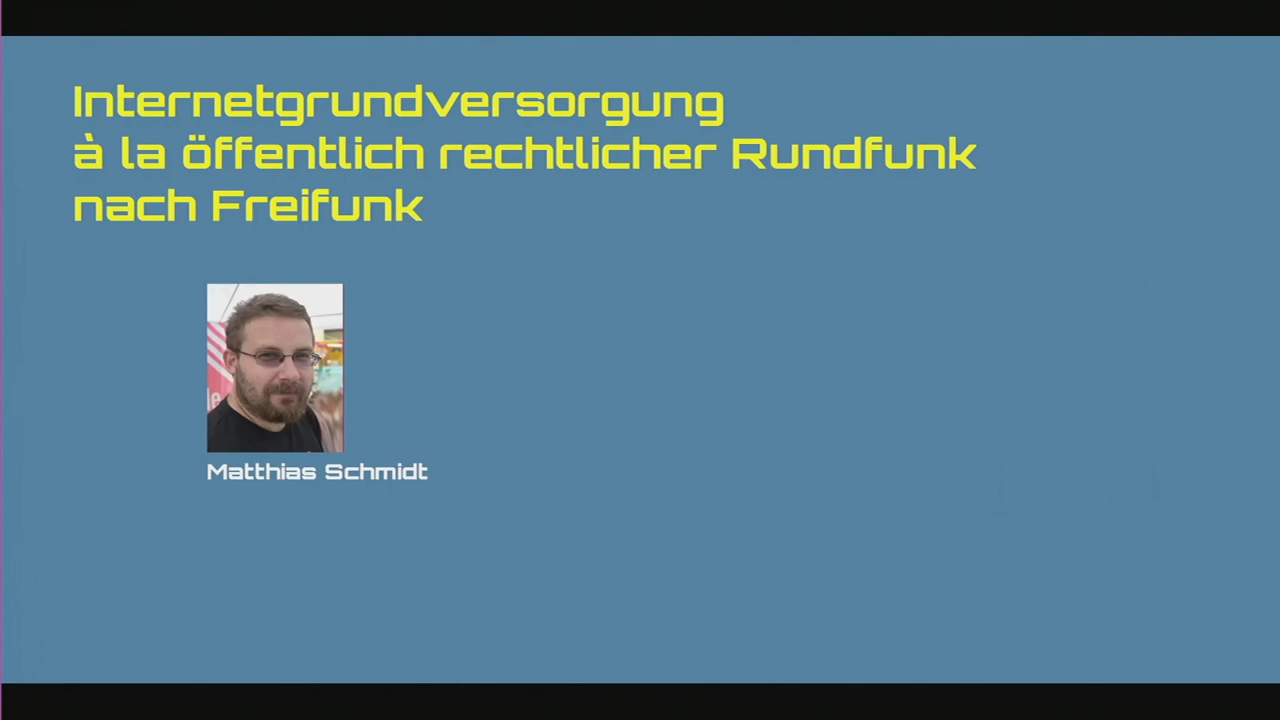 Internetgrundversorgung
à la öffentlich rechtlicher Rundfunk
nach Freifunk
Matthias Schmidt